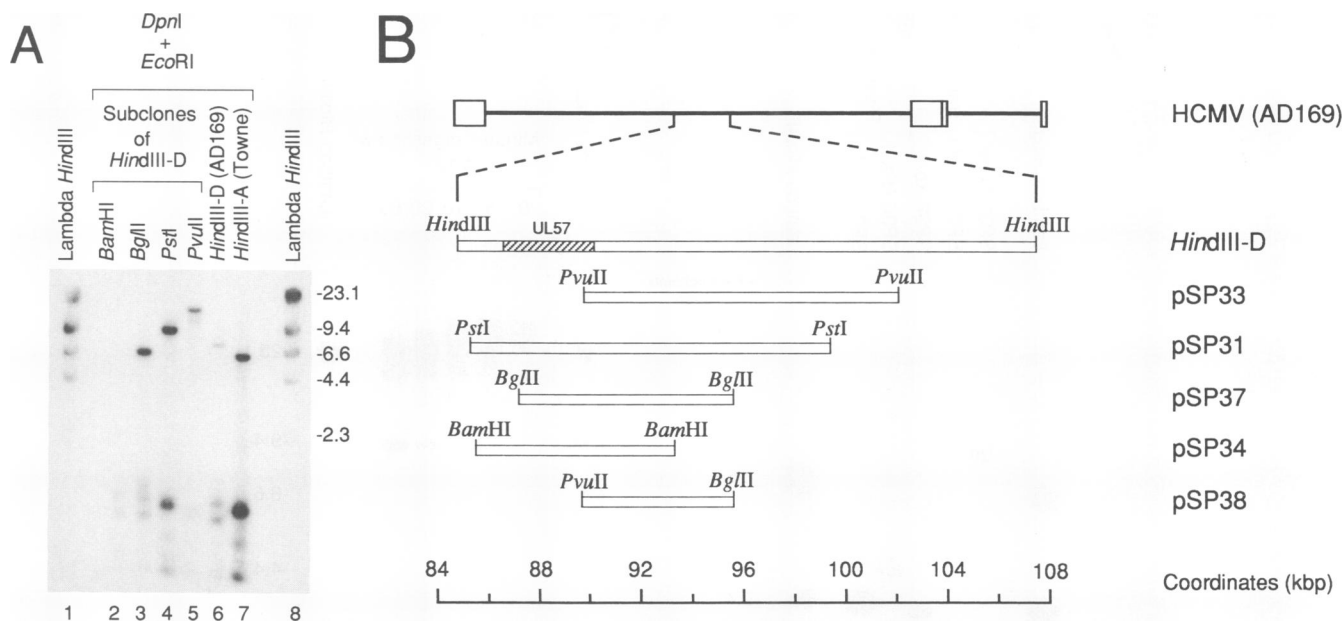 A
DpnI
+
EcoRI
Subclones
of
HindIII-D
Lambda HindIII
BamHI
BglII
PstI
PvuII
HindIII-D (AD169)
HindIII-A (Towne)
Lambda HindIII
-23.1
-9.4
-6.6
-4.4
-2.3
1 2 3 4 5 6 7 8
B
HCMV (AD169)
HindIII UL57 HindIII
HindIII-D
PvuII PvuII
pSP33
PstI PstI
pSP31
BglII BglII
pSP37
BamHI BamHI
pSP34
PvuII BglII
pSP38
84 88 92 96 100 104 108
Coordinates (kbp)